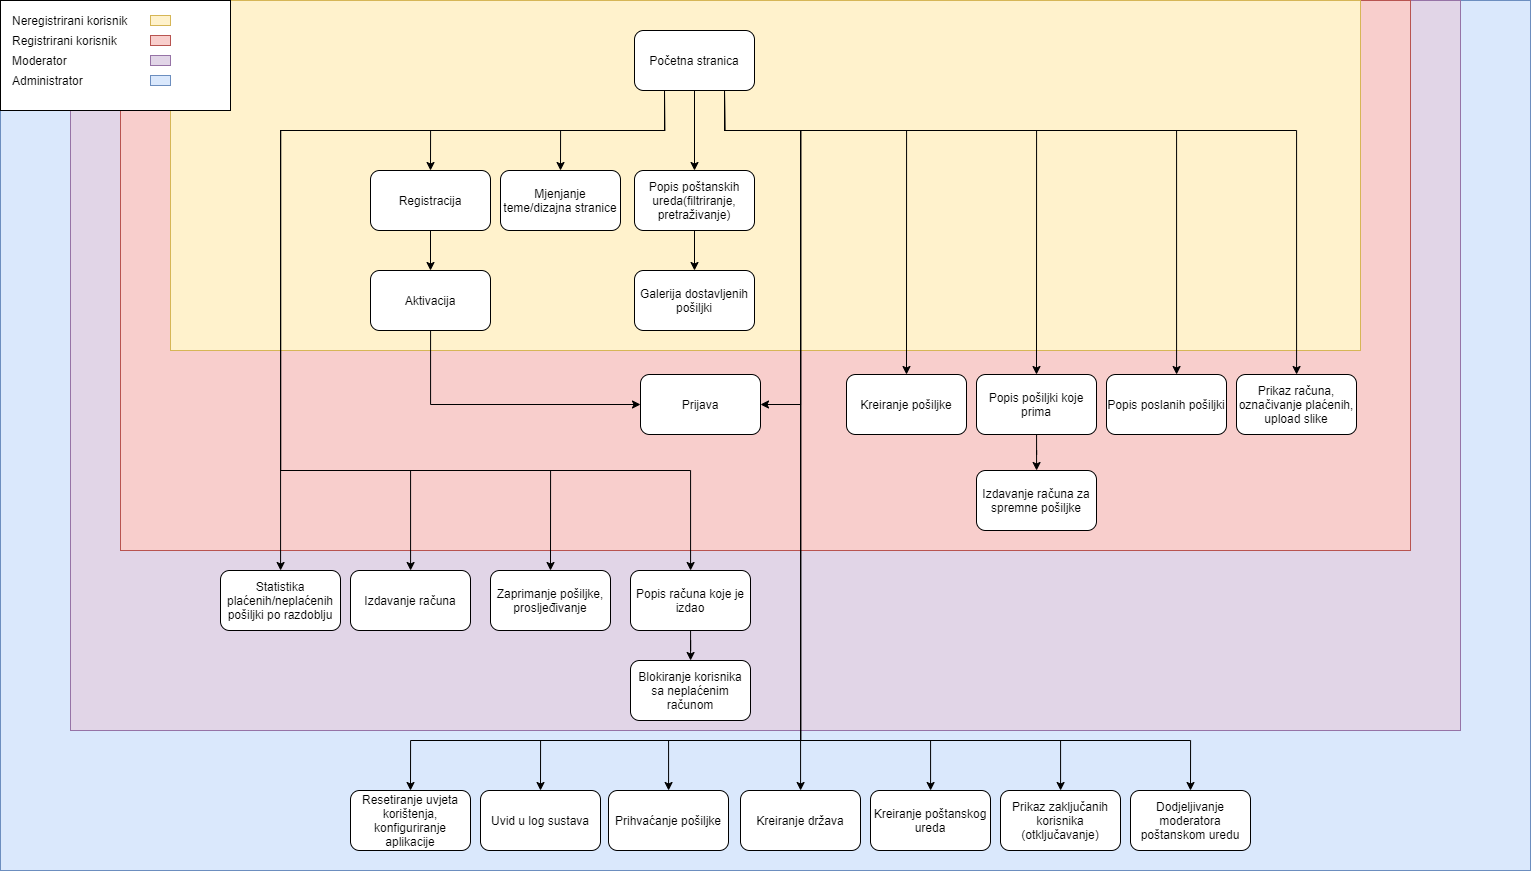 Neregistrirani korisnik
Registrirani korisnik
Moderator
Administrator
Početna stranica
Registracija
Mjenjanje
teme/dizajna stranice
Popis poštanskih
ureda(filtriranje,
pretraživanje)
Aktivacija
Galerija dostavljenih
pošiljki
Prijava
Kreiranje pošiljke
Popis pošiljki koje
prima
Popis poslanih pošiljki
Prikaz računa,
označivanje plaćenih,
upload slike
Izdavanje računa za
spremne pošiljke
Statistika
plaćenih/neplaćenih
pošiljki po razdoblju
Izdavanje računa
Zaprimanje pošiljke,
prosljeđivanje
Popis računa koje je
izdao
Blokiranje korisnika
sa neplaćenim
računom
Resetiranje uvjeta
korištenja,
konfiguriranje
aplikacije
Uvid u log sustava
Prihvaćanje pošiljke
Kreiranje država
Kreiranje poštanskog
ureda
Prikaz zaključanih
korisnika
(otključavanje)
Dodjeljivanje
moderatora
poštanskom uredu